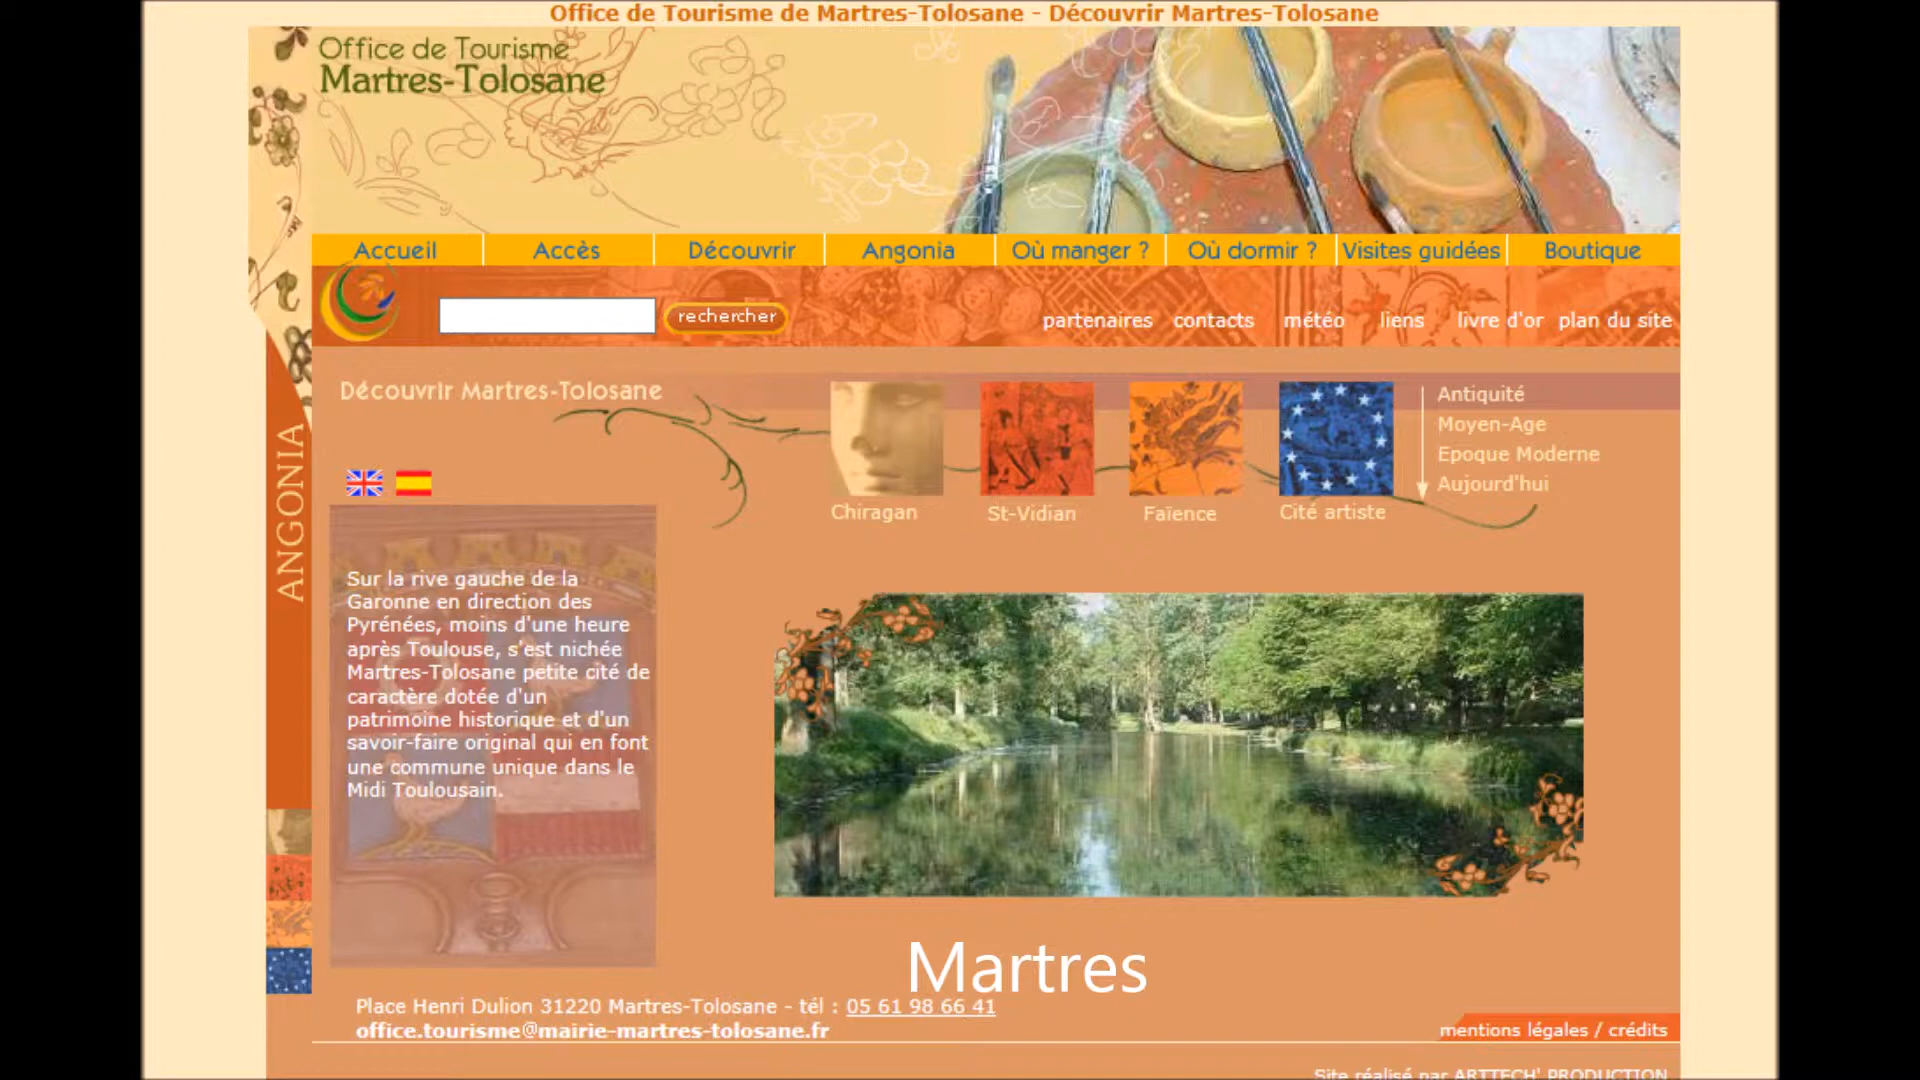 Office de Tourisme de Martres-Tolosane - Découvrir Martres-Tolosane
Office de Tourisme
Martres-Tolosane
Accueil
Accès
Découvrir
Angonia
Où manger ?
Où dormir ?
Visites guidées
Boutique
rechercher
partenaires
contacts
météo
liens
livre d'or
plan du site
Découvrir Martres-Tolosane
Chiragan
St-Vidian
Faïence
Cité artiste
Antiquité
Moyen-Age
Epoque Moderne
Aujourd'hui
ANGONIA
Sur la rive gauche de la
Garonne en direction des
Pyrénées, moins d'une heure
après Toulouse, s'est nichée
Martres-Tolosane petite cité de
caractère dotée d'un
patrimoine historique et d'un
savoir-faire original qui en font
une commune unique dans le
Midi Toulousain.
Martres
Place Henri Dulion 31220 Martres-Tolosane - tél : 05 61 98 66 41
office.tourisme@mairie-martres-tolosane.fr
mentions légales / crédits
Site réalisé par ARTTECH' PRODUCTION